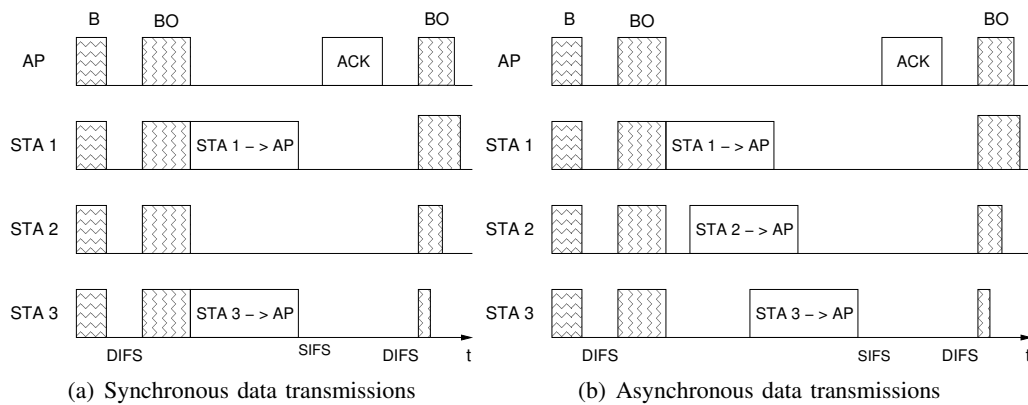 B BO BO
AP ACK
STA 1 STA 1 – > AP
STA 2
STA 3 STA 3 – > AP
DIFS SIFS DIFS t
(a) Synchronous data transmissions
B BO BO
AP ACK
STA 1 STA 1 – > AP
STA 2 STA 2 – > AP
STA 3 STA 3 – > AP
DIFS SIFS DIFS t
(b) Asynchronous data transmissions